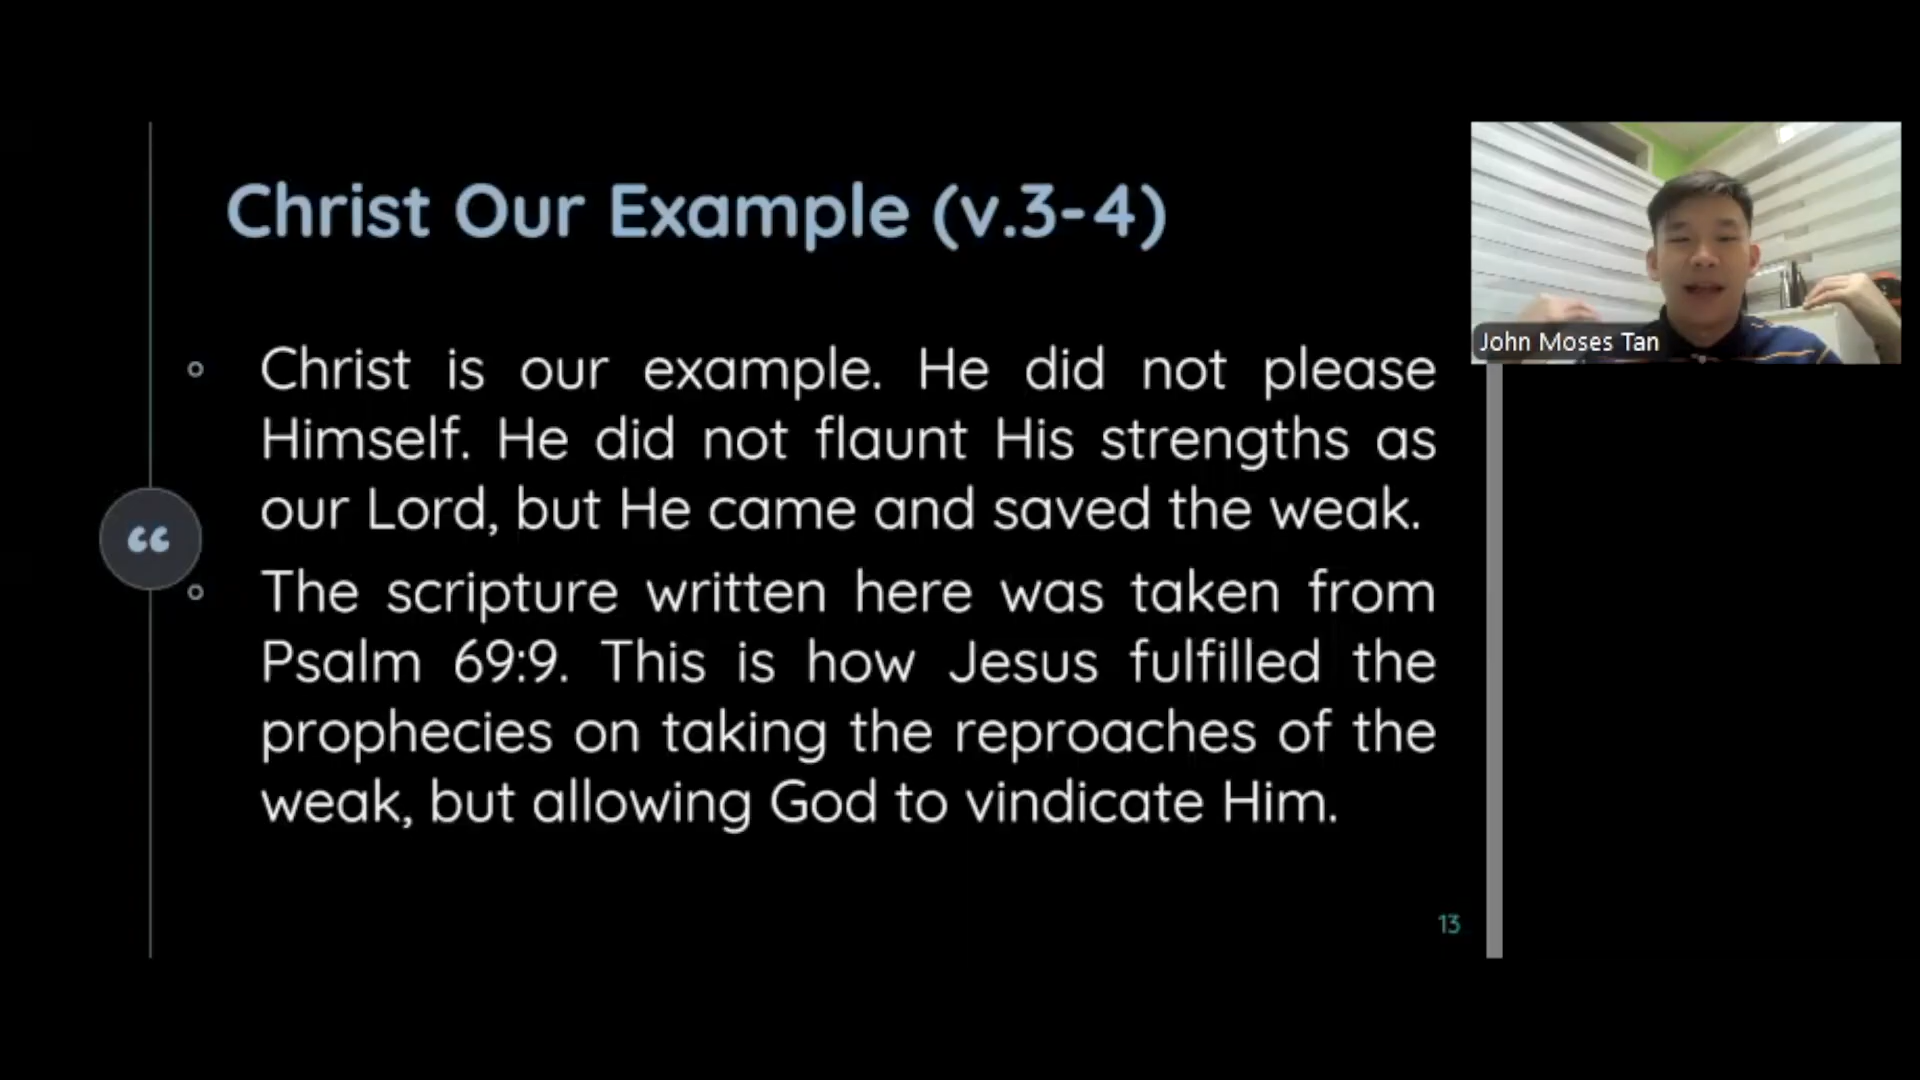 Christ Our Example (v.3-4)
Christ is our example. He did not please
Himself. He did not flaunt His strengths as
our Lord, but He came and saved the weak.
The scripture written here was taken from
Psalm 69:9. This is how Jesus fulfilled the
prophecies on taking the reproaches of the
weak, but allowing God to vindicate Him.
John Moses Tan
13